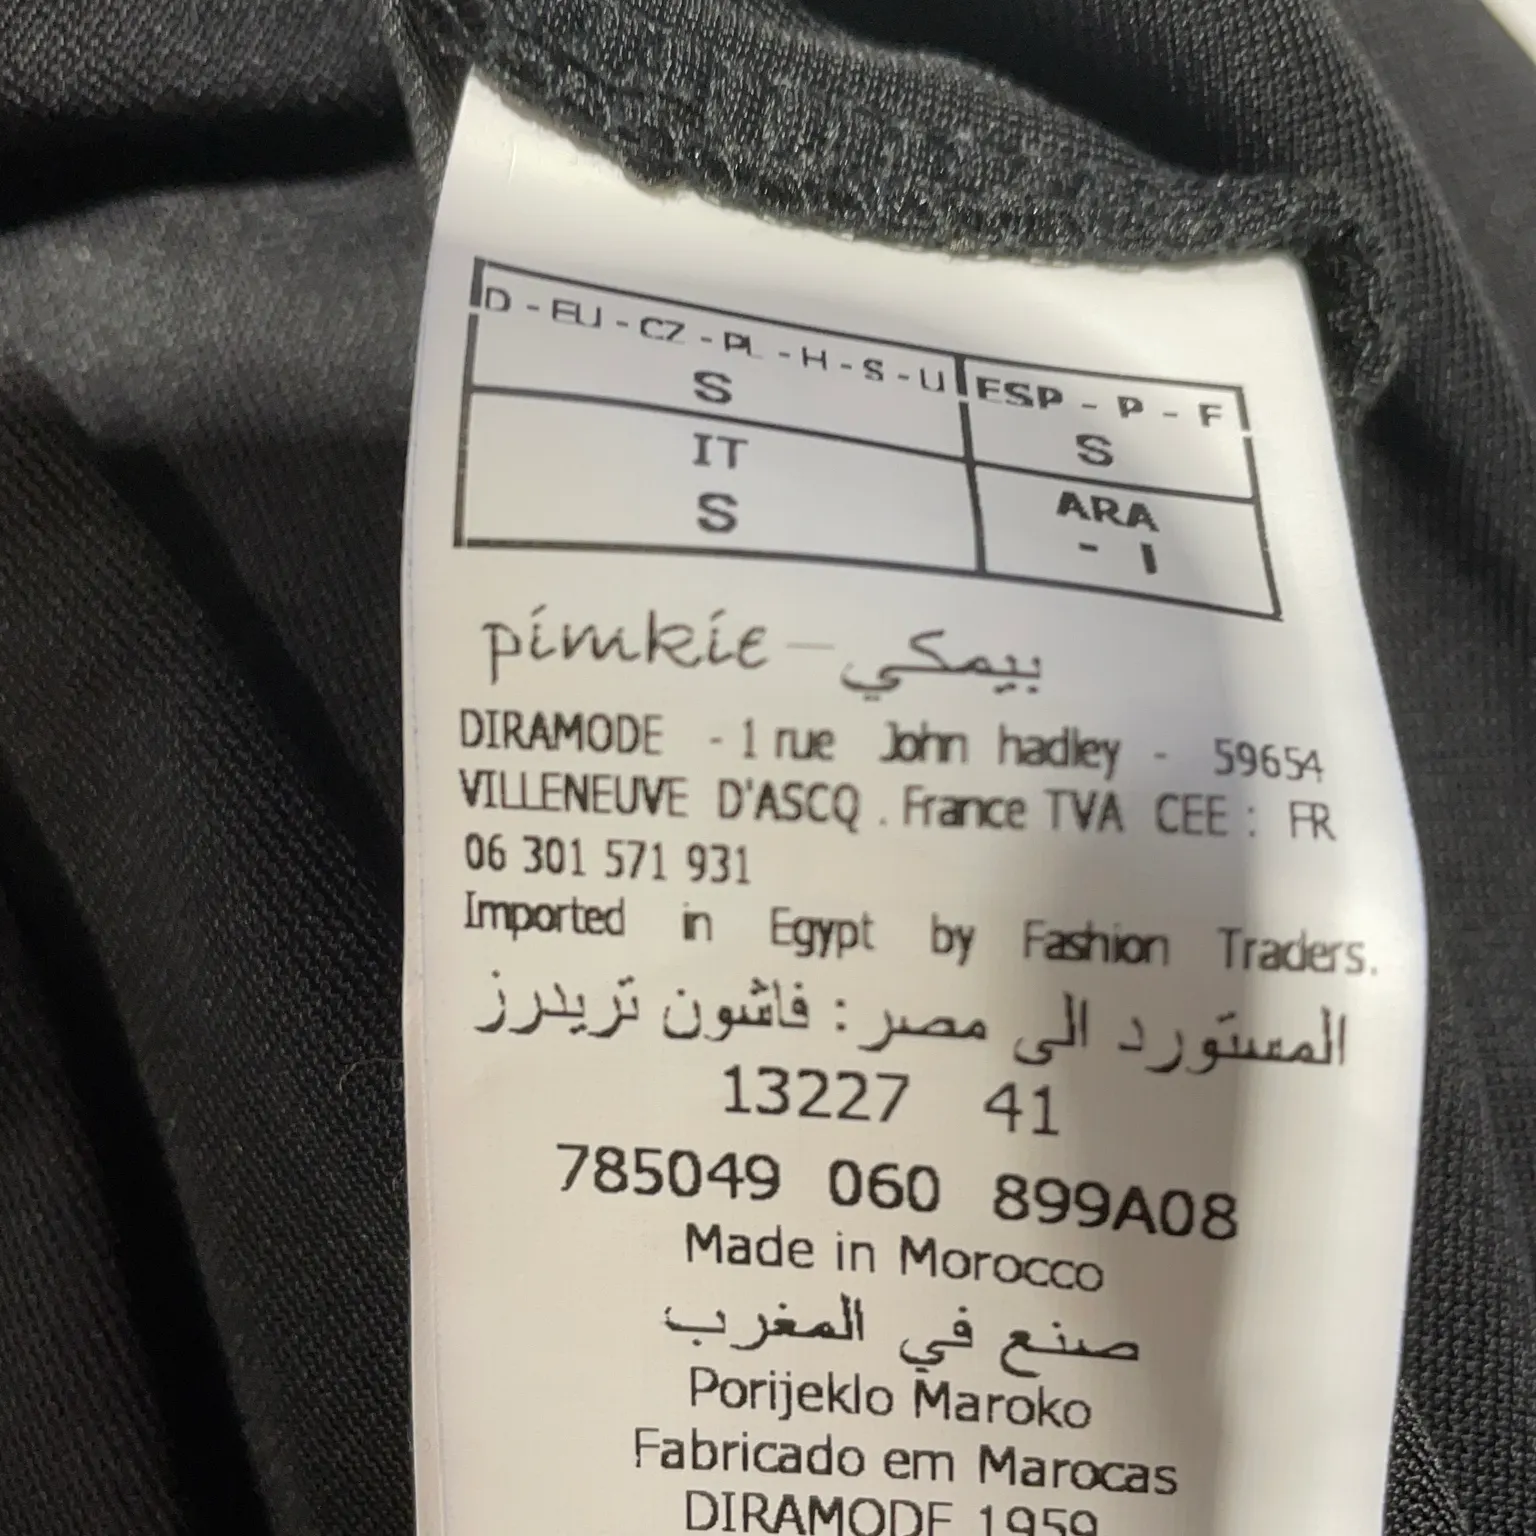 D - EU - CZ - PL - H - S - U
S
ESP - P - F
S
IT
S
ARA
- ١
pimkie – بيمكي
DIRAMODE - 1 rue John hadley - 59654
VILLENEUVE D'ASCQ . France TVA CEE : FR
06 301 571 931
Imported in Egypt by Fashion Traders.
المستورد الى مصر : فاشون تريدرز
13227 41
785049 060 899A08
Made in Morocco
صنع في المغرب
Porijeklo Maroko
Fabricado em Marocas
DIRAMODE 1959